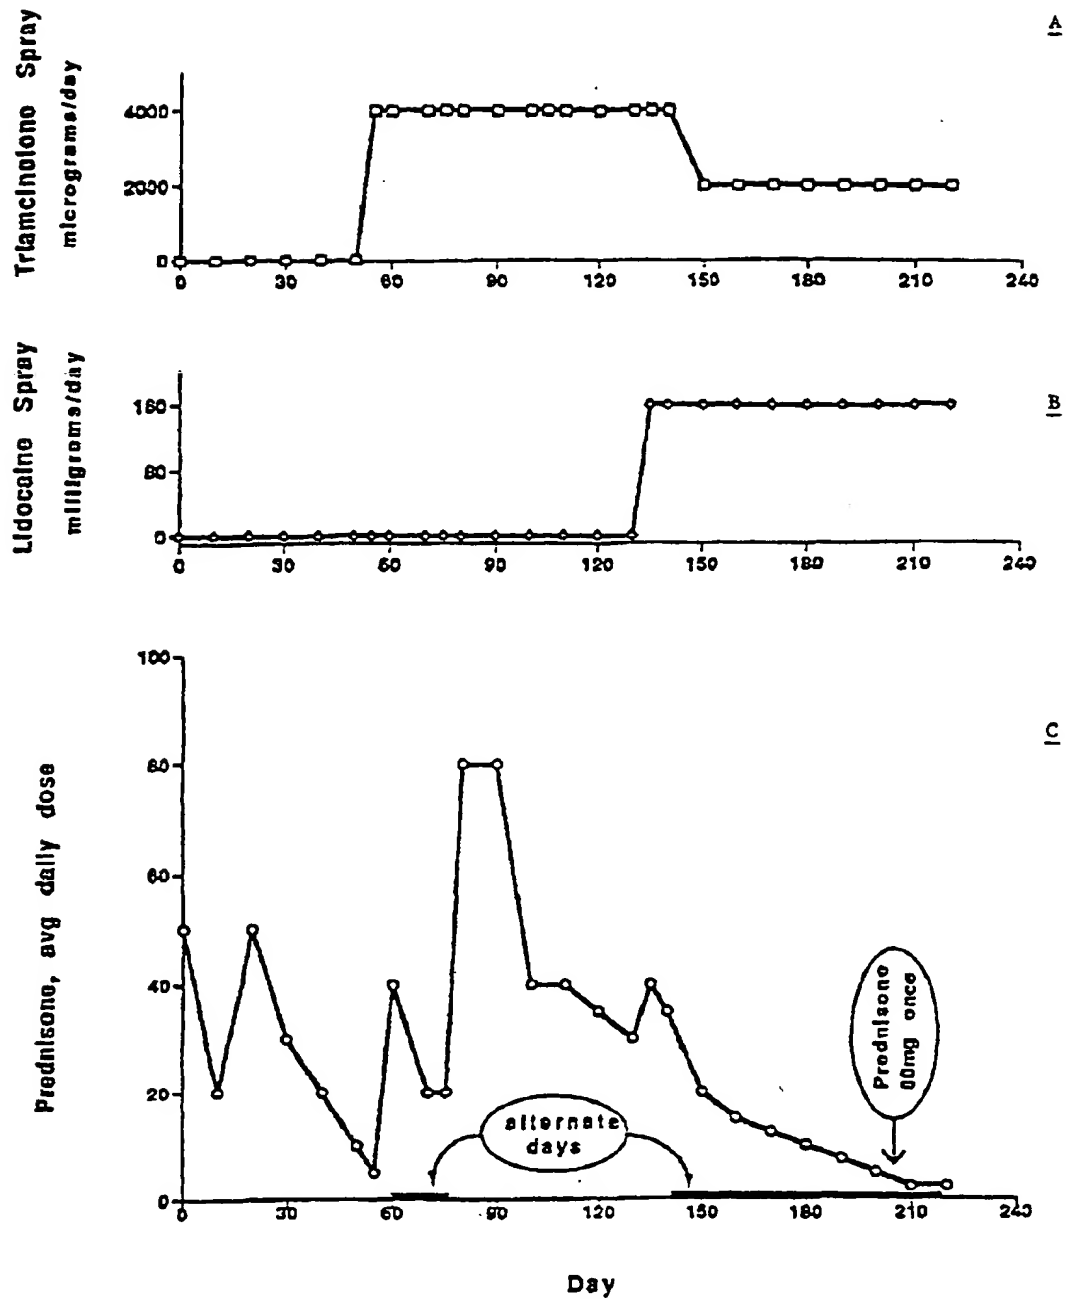 A
Triamcinolone Spray
micrograms/day
4000
2000
0
0 30 60 90 120 150 180 210 240
B
Lidocaine Spray
milligrams/day
160
80
0
0 30 60 90 120 150 180 210 240
C
Prednisone, avg daily dose
100
80
60
40
20
0
alternate
days
Prednisone
mg once
0 30 60 90 120 150 180 210 240
Day